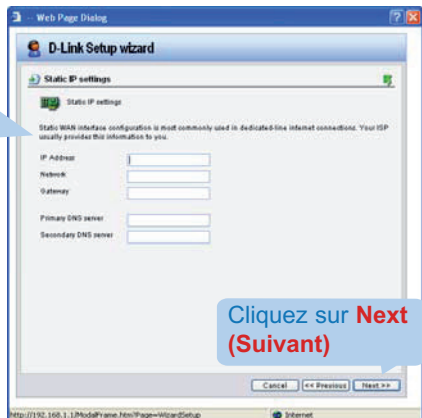 -- Web Page Dialog
D-Link Setup wizard
Static IP settings
Static IP settings
Static WAN interface configuration is most commonly used in dedicated-line internet connections. Your ISP
usually provides this information to you.
IP Address
Network
Gateway
Primary DNS server
Secondary DNS server
Cliquez sur Next
(Suivant)
Cancel
<< Previous
Next >>
http://192.168.1.1/ModalFrame.htm?Page=WizardSetup
Internet